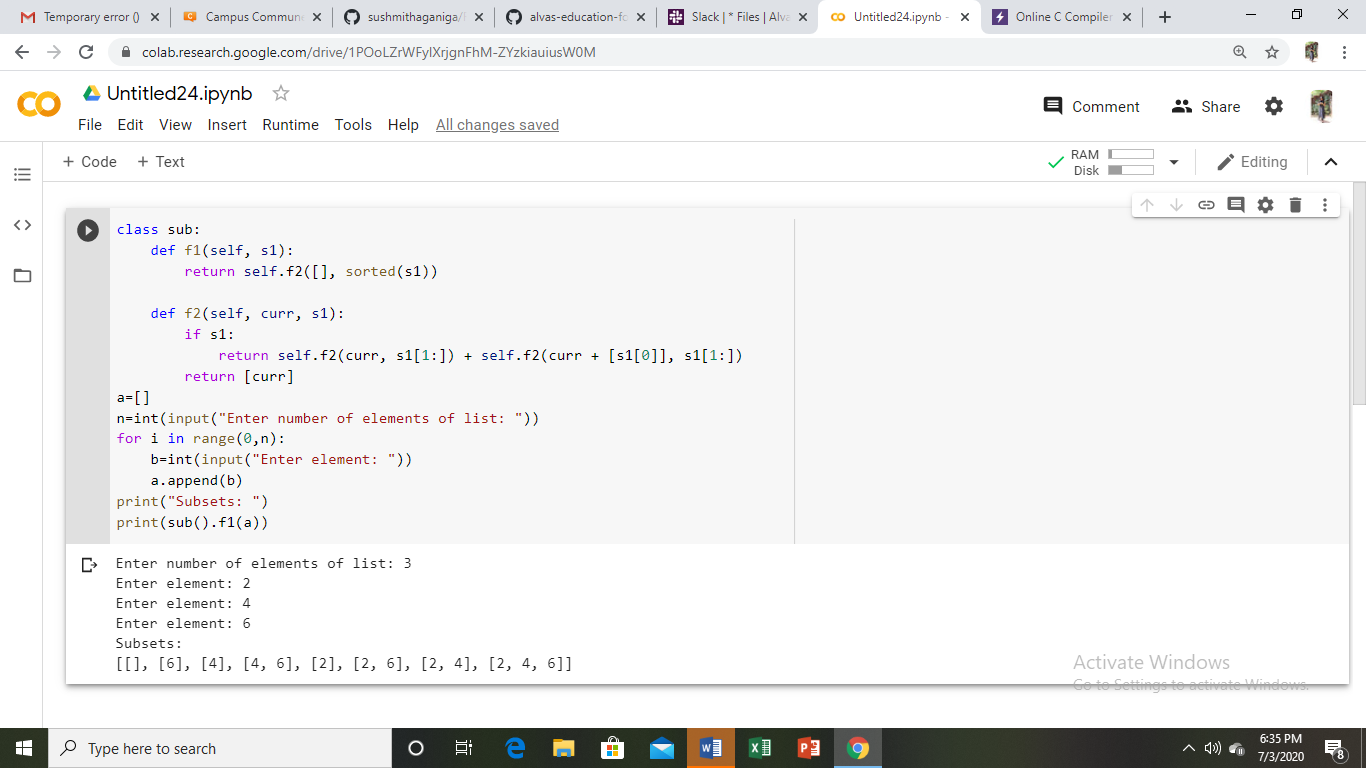 Temporary error ()
Campus Commun
sushmithaganiga/
alvas-education-fo
Slack | * Files | Alva
Untitled24.ipynb -
Online C Compiler
colab.research.google.com/drive/1POoLZrWFylXrjgnFhM-ZYzkiauiusW0M
Untitled24.ipynb
File Edit View Insert Runtime Tools Help All changes saved
Comment Share
+ Code + Text
RAM
Disk
Editing
class sub:
    def f1(self, s1):
        return self.f2([], sorted(s1))

    def f2(self, curr, s1):
        if s1:
            return self.f2(curr, s1[1:]) + self.f2(curr + [s1[0]], s1[1:])
        return [curr]
a=[]
n=int(input("Enter number of elements of list: "))
for i in range(0,n):
    b=int(input("Enter element: "))
    a.append(b)
print("Subsets: ")
print(sub().f1(a))
Enter number of elements of list: 3
Enter element: 2
Enter element: 4
Enter element: 6
Subsets:
[[], [6], [4], [4, 6], [2], [2, 6], [2, 4], [2, 4, 6]]
Activate Windows
Go to Settings to activate Windows.
Type here to search
6:35 PM
7/3/2020
8